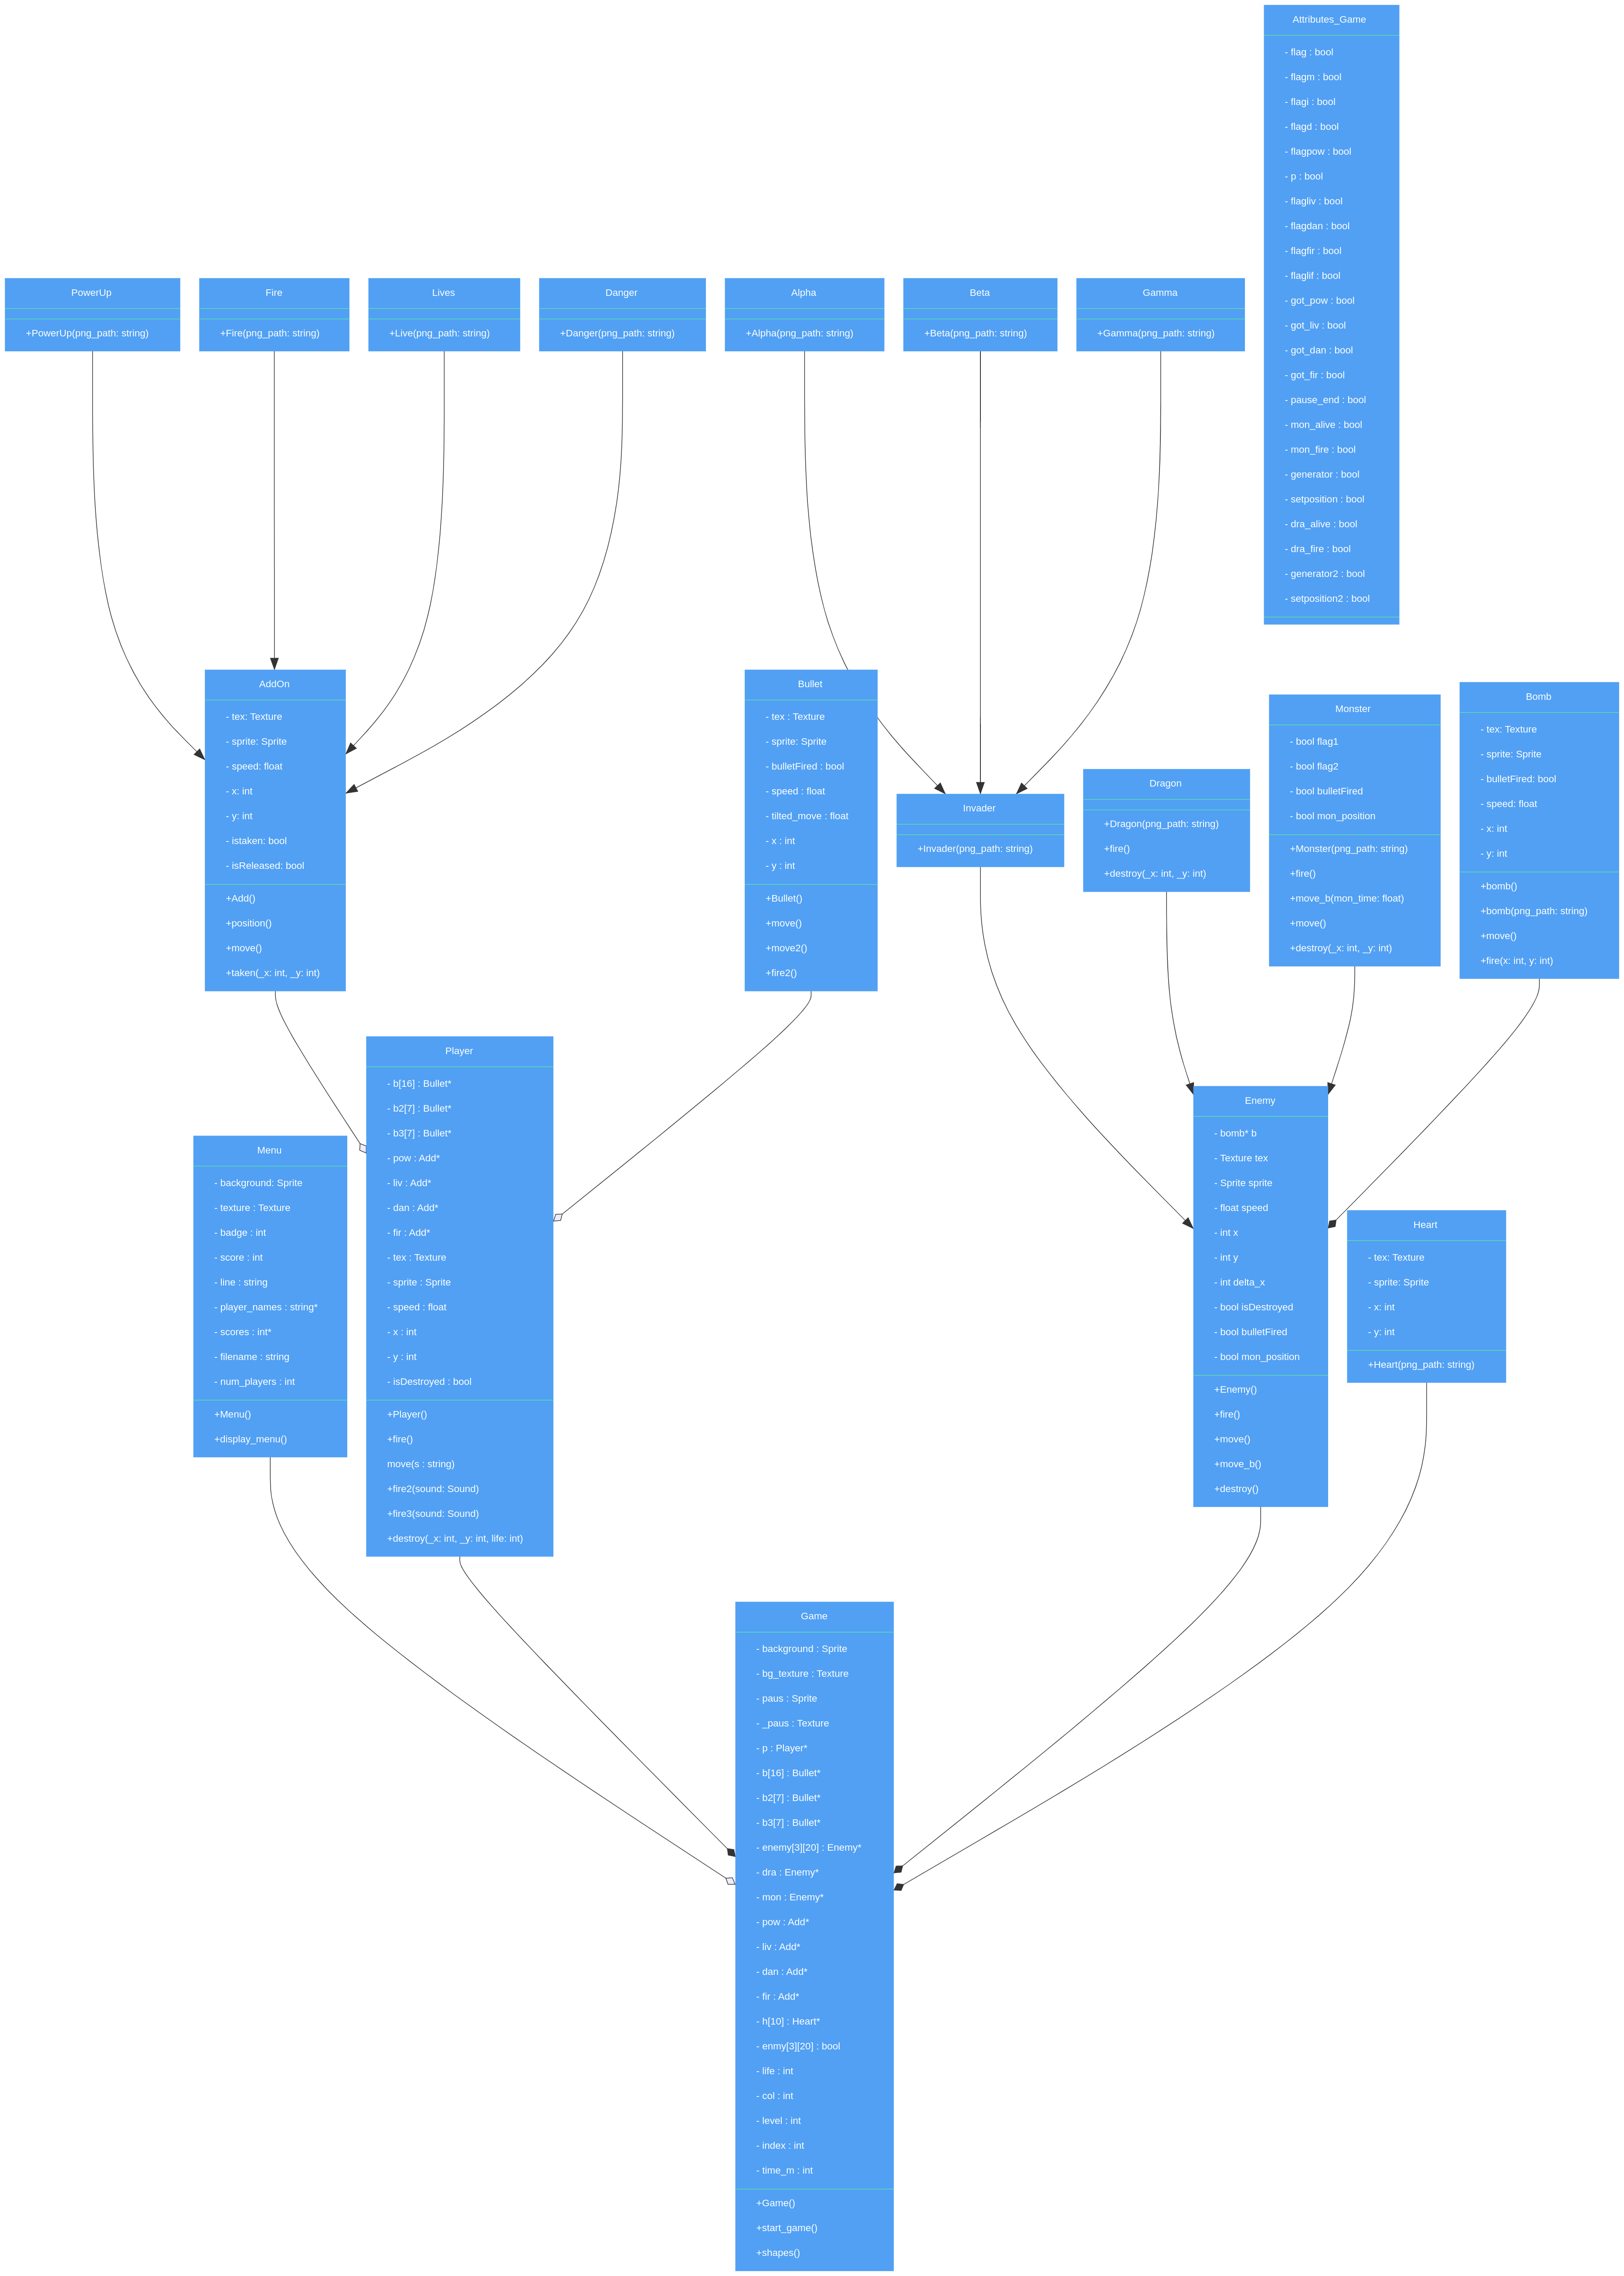 Attributes_Game
- flag : bool
- flagm : bool
- flagi : bool
- flagd : bool
- flagpow : bool
- p : bool
- flagliv : bool
- flagdan : bool
- flagfir : bool
- flaglif : bool
- got_pow : bool
- got_liv : bool
- got_dan : bool
- got_fir : bool
- pause_end : bool
- mon_alive : bool
- mon_fire : bool
- generator : bool
- setposition : bool
- dra_alive : bool
- dra_fire : bool
- generator2 : bool
- setposition2 : bool
PowerUp
+PowerUp(png_path: string)
Fire
+Fire(png_path: string)
Lives
+Live(png_path: string)
Danger
+Danger(png_path: string)
Alpha
+Alpha(png_path: string)
Beta
+Beta(png_path: string)
Gamma
+Gamma(png_path: string)
AddOn
- tex: Texture
- sprite: Sprite
- speed: float
- x: int
- y: int
- istaken: bool
- isReleased: bool
+Add()
+position()
+move()
+taken(_x: int, _y: int)
Bullet
- tex : Texture
- sprite: Sprite
- bulletFired : bool
- speed : float
- tilted_move : float
- x : int
- y : int
+Bullet()
+move()
+move2()
+fire2()
Invader
+Invader(png_path: string)
Dragon
+Dragon(png_path: string)
+fire()
+destroy(_x: int, _y: int)
Monster
- bool flag1
- bool flag2
- bool bulletFired
- bool mon_position
+Monster(png_path: string)
+fire()
+move_b(mon_time: float)
+move()
+destroy(_x: int, _y: int)
Bomb
- tex: Texture
- sprite: Sprite
- bulletFired: bool
- speed: float
- x: int
- y: int
+bomb()
+bomb(png_path: string)
+move()
+fire(x: int, y: int)
Menu
- background: Sprite
- texture : Texture
- badge : int
- score : int
- line : string
- player_names : string*
- scores : int*
- filename : string
- num_players : int
+Menu()
+display_menu()
Player
- b[16] : Bullet*
- b2[7] : Bullet*
- b3[7] : Bullet*
- pow : Add*
- liv : Add*
- dan : Add*
- fir : Add*
- tex : Texture
- sprite : Sprite
- speed : float
- x : int
- y : int
- isDestroyed : bool
+Player()
+fire()
move(s : string)
+fire2(sound: Sound)
+fire3(sound: Sound)
+destroy(_x: int, _y: int, life: int)
Enemy
- bomb* b
- Texture tex
- Sprite sprite
- float speed
- int x
- int y
- int delta_x
- bool isDestroyed
- bool bulletFired
- bool mon_position
+Enemy()
+fire()
+move()
+move_b()
+destroy()
Heart
- tex: Texture
- sprite: Sprite
- x: int
- y: int
+Heart(png_path: string)
Game
- background : Sprite
- bg_texture : Texture
- paus : Sprite
- _paus : Texture
- p : Player*
- b[16] : Bullet*
- b2[7] : Bullet*
- b3[7] : Bullet*
- enemy[3][20] : Enemy*
- dra : Enemy*
- mon : Enemy*
- pow : Add*
- liv : Add*
- dan : Add*
- fir : Add*
- h[10] : Heart*
- enmy[3][20] : bool
- life : int
- col : int
- level : int
- index : int
- time_m : int
+Game()
+start_game()
+shapes()